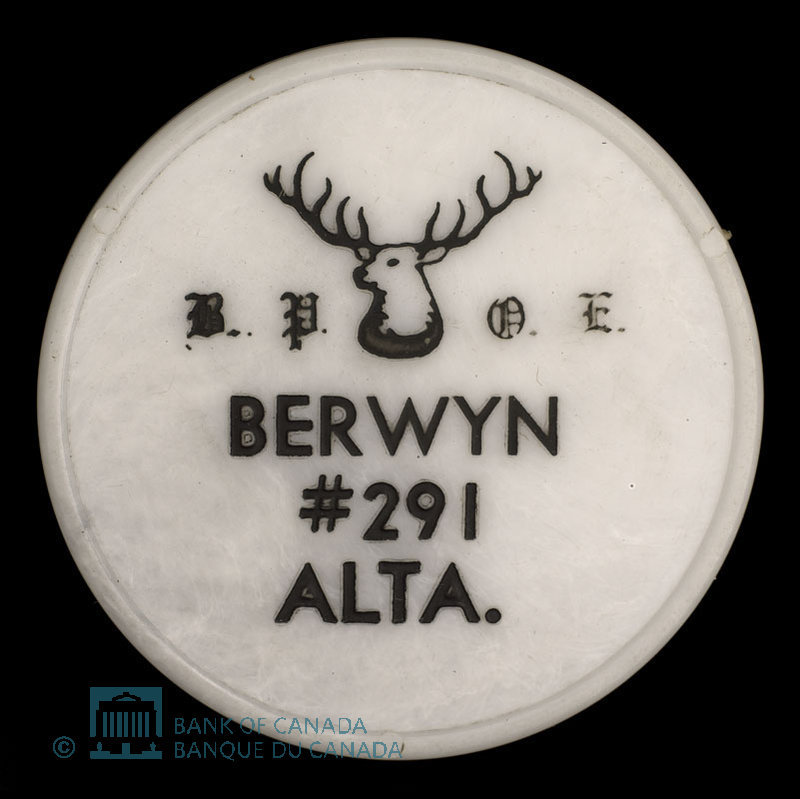 B. P. O. E.
BERWYN
#291
ALTA.
© BANK OF CANADA
BANQUE DU CANADA